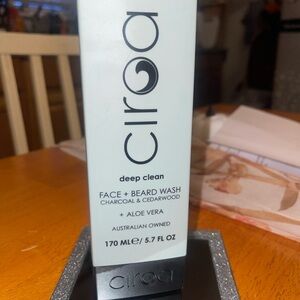 ciroa
deep clean
FACE + BEARD WASH
CHARCOAL & CEDARWOOD
+ ALOE VERA
AUSTRALIAN OWNED
170 ML℮/ 5.7 FL OZ
ciroa